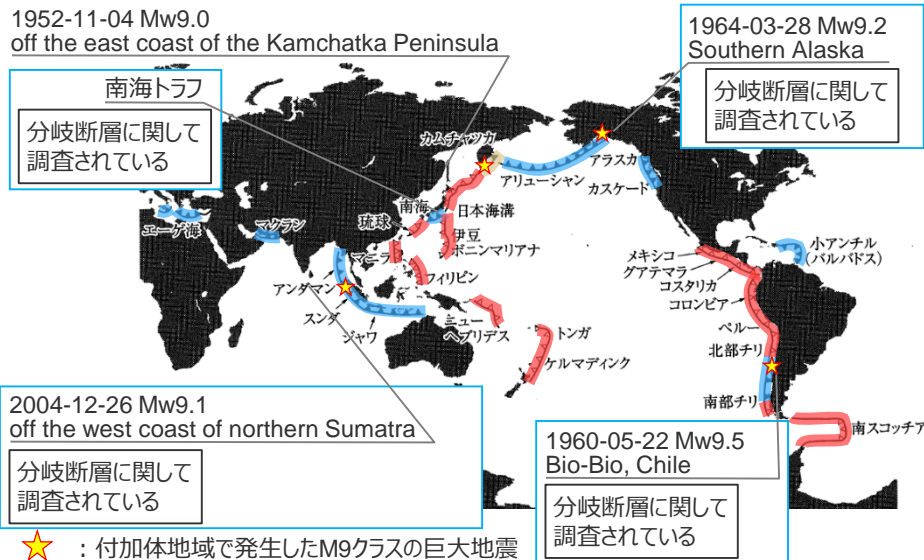 1952-11-04 Mw9.0
off the east coast of the Kamchatka Peninsula
南海トラフ
分岐断層に関して
調査されている
1964-03-28 Mw9.2
Southern Alaska
分岐断層に関して
調査されている
カムチャツカ
アリューシャン
アラスカ
カスケード
エーゲ海
マクラン
琉球
南海
日本海溝
伊豆
ボニンマリアナ
マニラ
フィリピン
アンダマン
スンダ
ジャワ
ニュー
ヘブリデス
トンガ
ケルマディンク
メキシコ
グアテマラ
コスタリカ
コロンビア
ペルー
北部チリ
南部チリ
小アンチル
(バルバドス)
南スコッチア
2004-12-26 Mw9.1
off the west coast of northern Sumatra
分岐断層に関して
調査されている
1960-05-22 Mw9.5
Bio-Bio, Chile
分岐断層に関して
調査されている
：付加体地域で発生したM9クラスの巨大地震